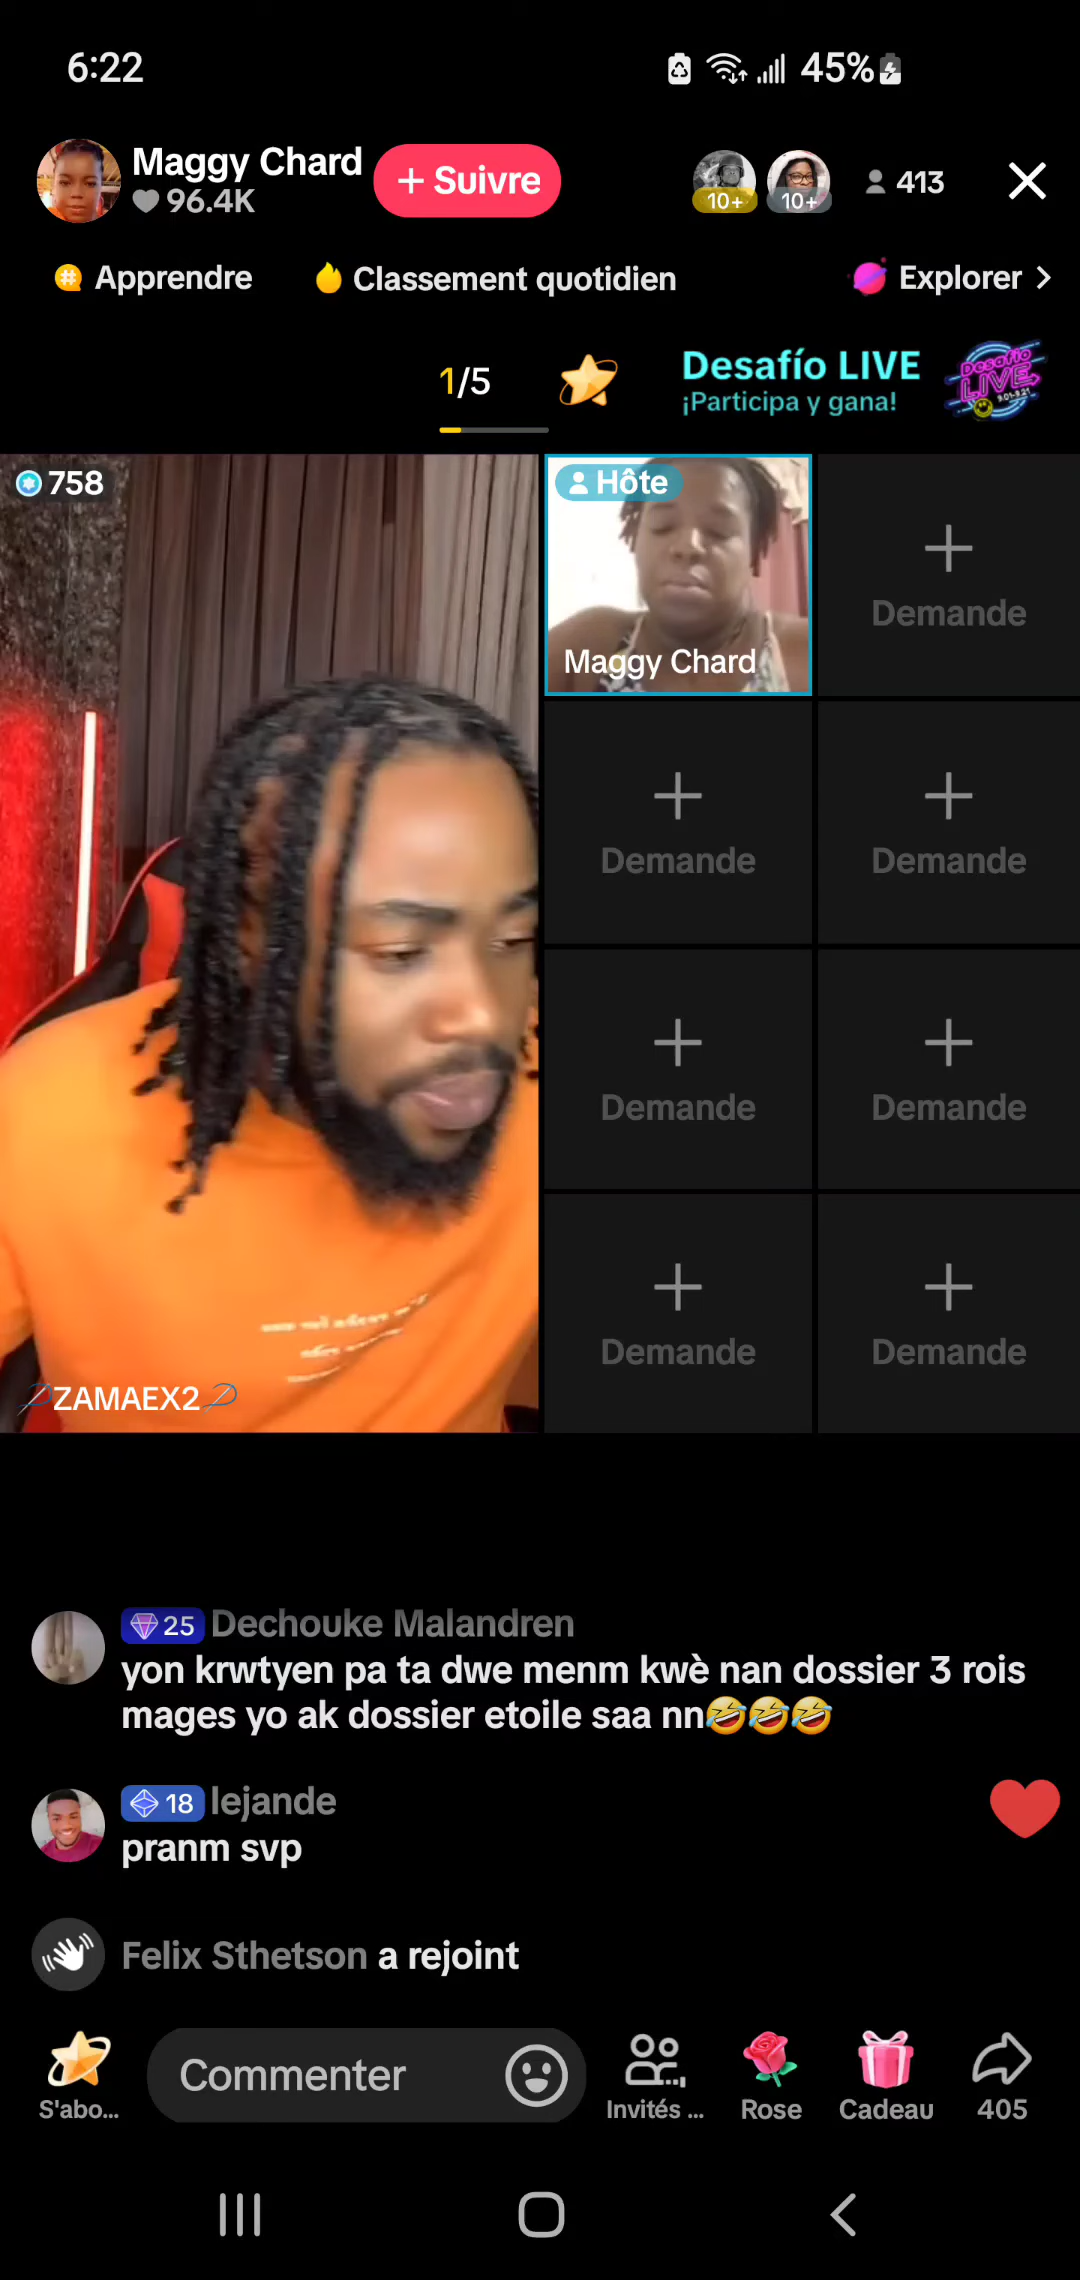 6:22
45%
Maggy Chard
+ Suivre
96.4K
10+
10+
413
Apprendre
Classement quotidien
Explorer
1/5
Desafío LIVE
¡Participa y gana!
Desafio
LIVE
758
Hôte
Maggy Chard
Demande
Demande
Demande
Demande
Demande
Demande
Demande
ZAMAEX2
25 Dechouke Malandren
yon krwtyen pa ta dwe menm kwè nan dossier 3 rois
mages yo ak dossier etoile saa nn🤣🤣🤣
18 lejande
pranm svp
Felix Sthetson a rejoint
Commenter
S'abo...
Invités ...
Rose
Cadeau
405